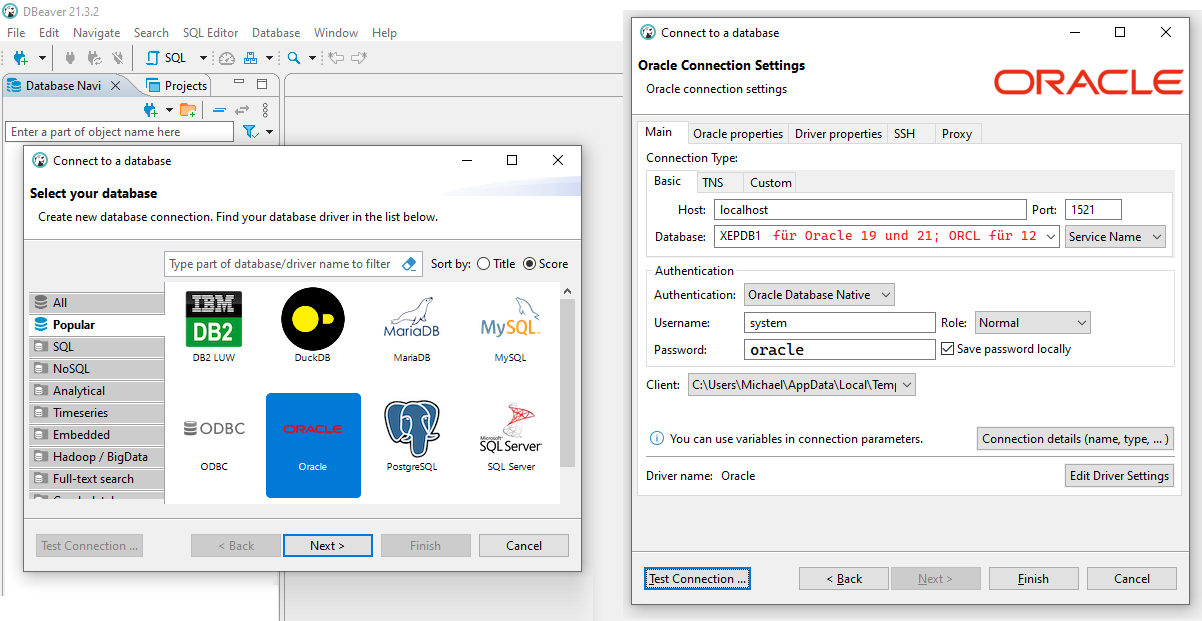 DBeaver 21.3.2
File Edit Navigate Search SQL Editor Database Window Help
SQL
Database Navi Projects
Enter a part of object name here
Connect to a database
Select your database
Create new database connection. Find your database driver in the list below.
Type part of database/driver name to filter Sort by: Title Score
All
Popular
SQL
NoSQL
Analytical
Timeseries
Embedded
Hadoop / BigData
Full-text search
IBM
DB2
DB2 LUW
DuckDB
MariaDB
MariaDB
MySQL
MySQL
ODBC
ODBC
ORACLE
Oracle
PostgreSQL
Microsoft
SQL Server
SQL Server
Test Connection ... < Back Next > Finish Cancel
Connect to a database
Oracle Connection Settings
Oracle connection settings
ORACLE
Main Oracle properties Driver properties SSH Proxy
Connection Type:
Basic TNS Custom
Host: localhost Port: 1521
Database: XEPDB1 für Oracle 19 und 21; ORCL für 12 Service Name
Authentication
Authentication: Oracle Database Native
Username: system Role: Normal
Password: oracle Save password locally
Client: C:\Users\Michael\AppData\Local\Temp
You can use variables in connection parameters. Connection details (name, type, ... )
Driver name: Oracle Edit Driver Settings
Test Connection ... < Back Next > Finish Cancel